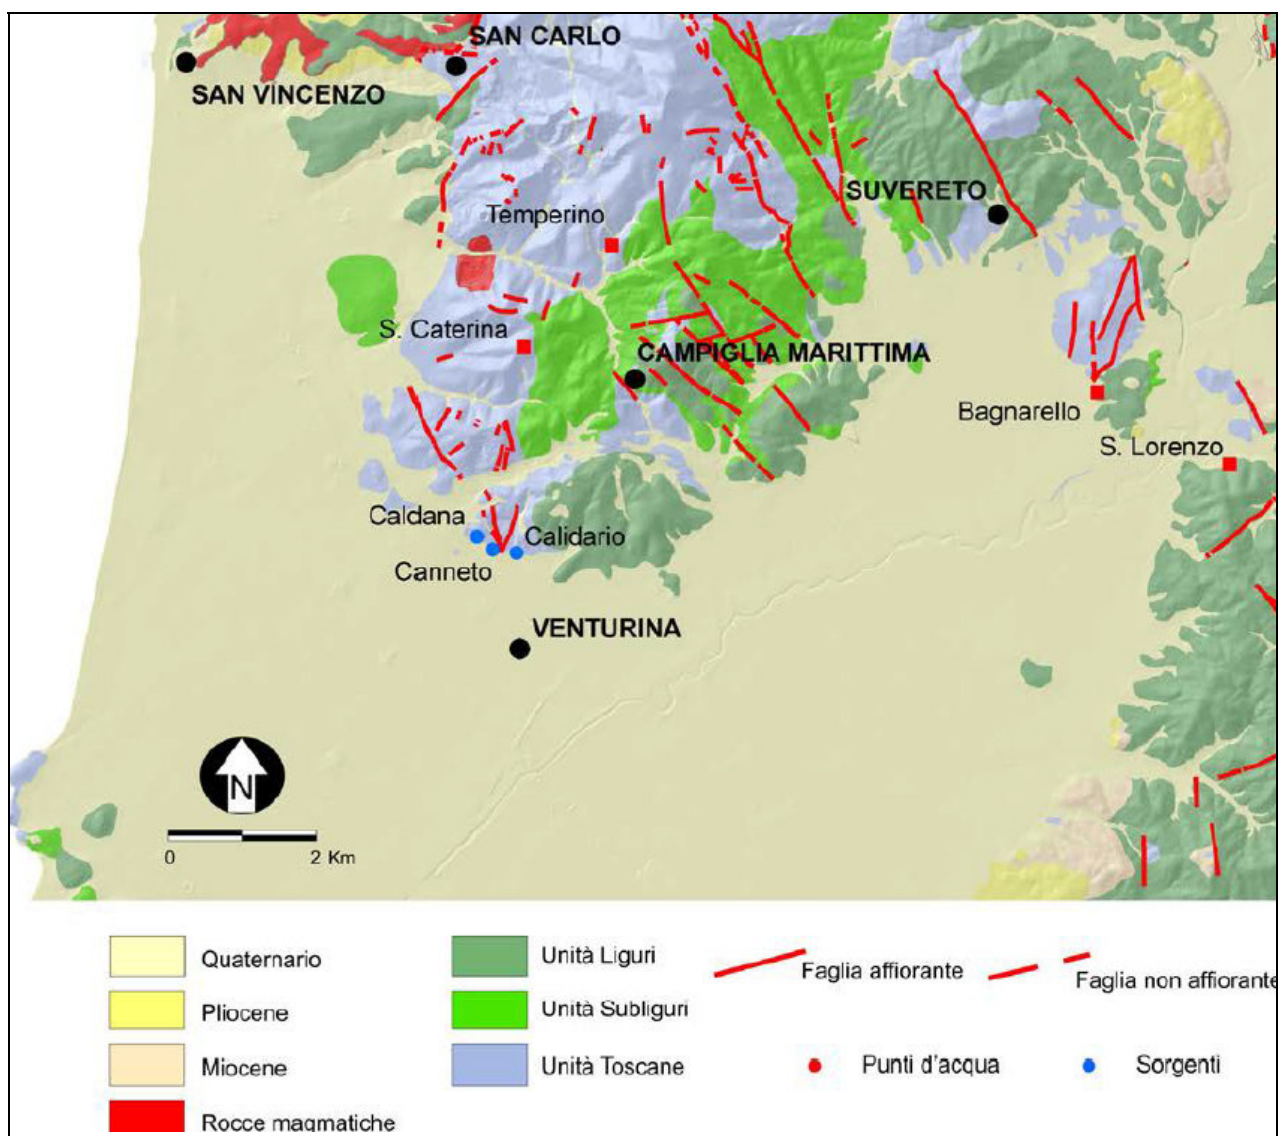 SAN CARLO
SAN VINCENZO
SUVERETO
Temperino
S. Caterina
CAMPIGLIA MARITTIMA
Bagnarello
S. Lorenzo
Caldana
Calidario
Canneto
VENTURINA
N
0 2 Km
Quaternario
Pliocene
Miocene
Rocce magmatiche
Unità Liguri
Unità Subliguri
Unità Toscane
Faglia affiorante
Faglia non affiorante
Punti d'acqua
Sorgenti